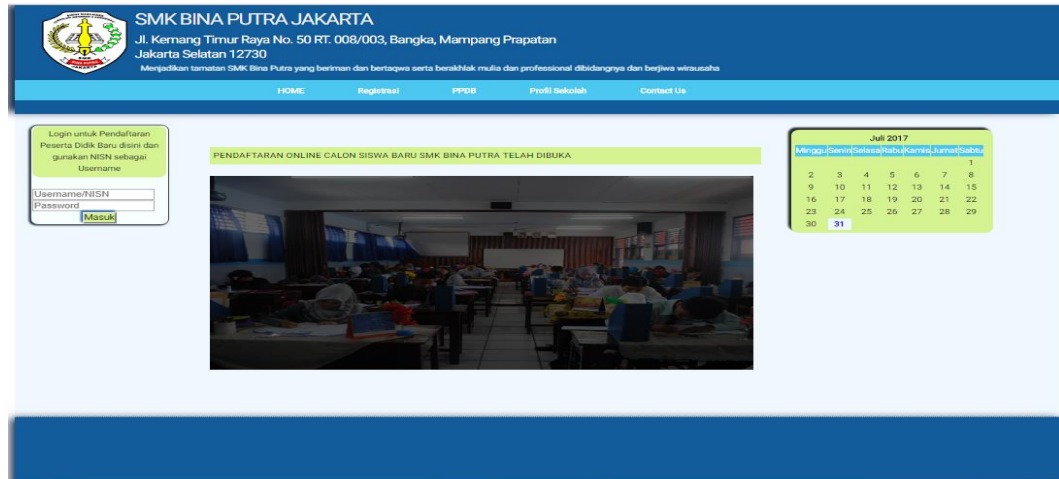 SMK BINA PUTRA JAKARTA
Jl. Kemang Timur Raya No. 50 RT. 008/003, Bangka, Mampang Prapatan
Jakarta Selatan 12730
Menjadikan tamatan SMK Bina Putra yang beriman dan bertaqwa serta berakhlak mulia dan professional dibidangnya dan berjiwa wirausaha
HOME Registrasi PPDB Profil Sekolah Contact Us
Login untuk Pendaftaran
Peserta Didik Baru disini dan
gunakan NISN sebagai
Username
Username/NISN
Password
Masuk
PENDAFTARAN ONLINE CALON SISWA BARU SMK BINA PUTRA TELAH DIBUKA
Juli 2017
Minggu Senin Selasa Rabu Kamis Jumat Sabtu
1
2 3 4 5 6 7 8
9 10 11 12 13 14 15
16 17 18 19 20 21 22
23 24 25 26 27 28 29
30 31